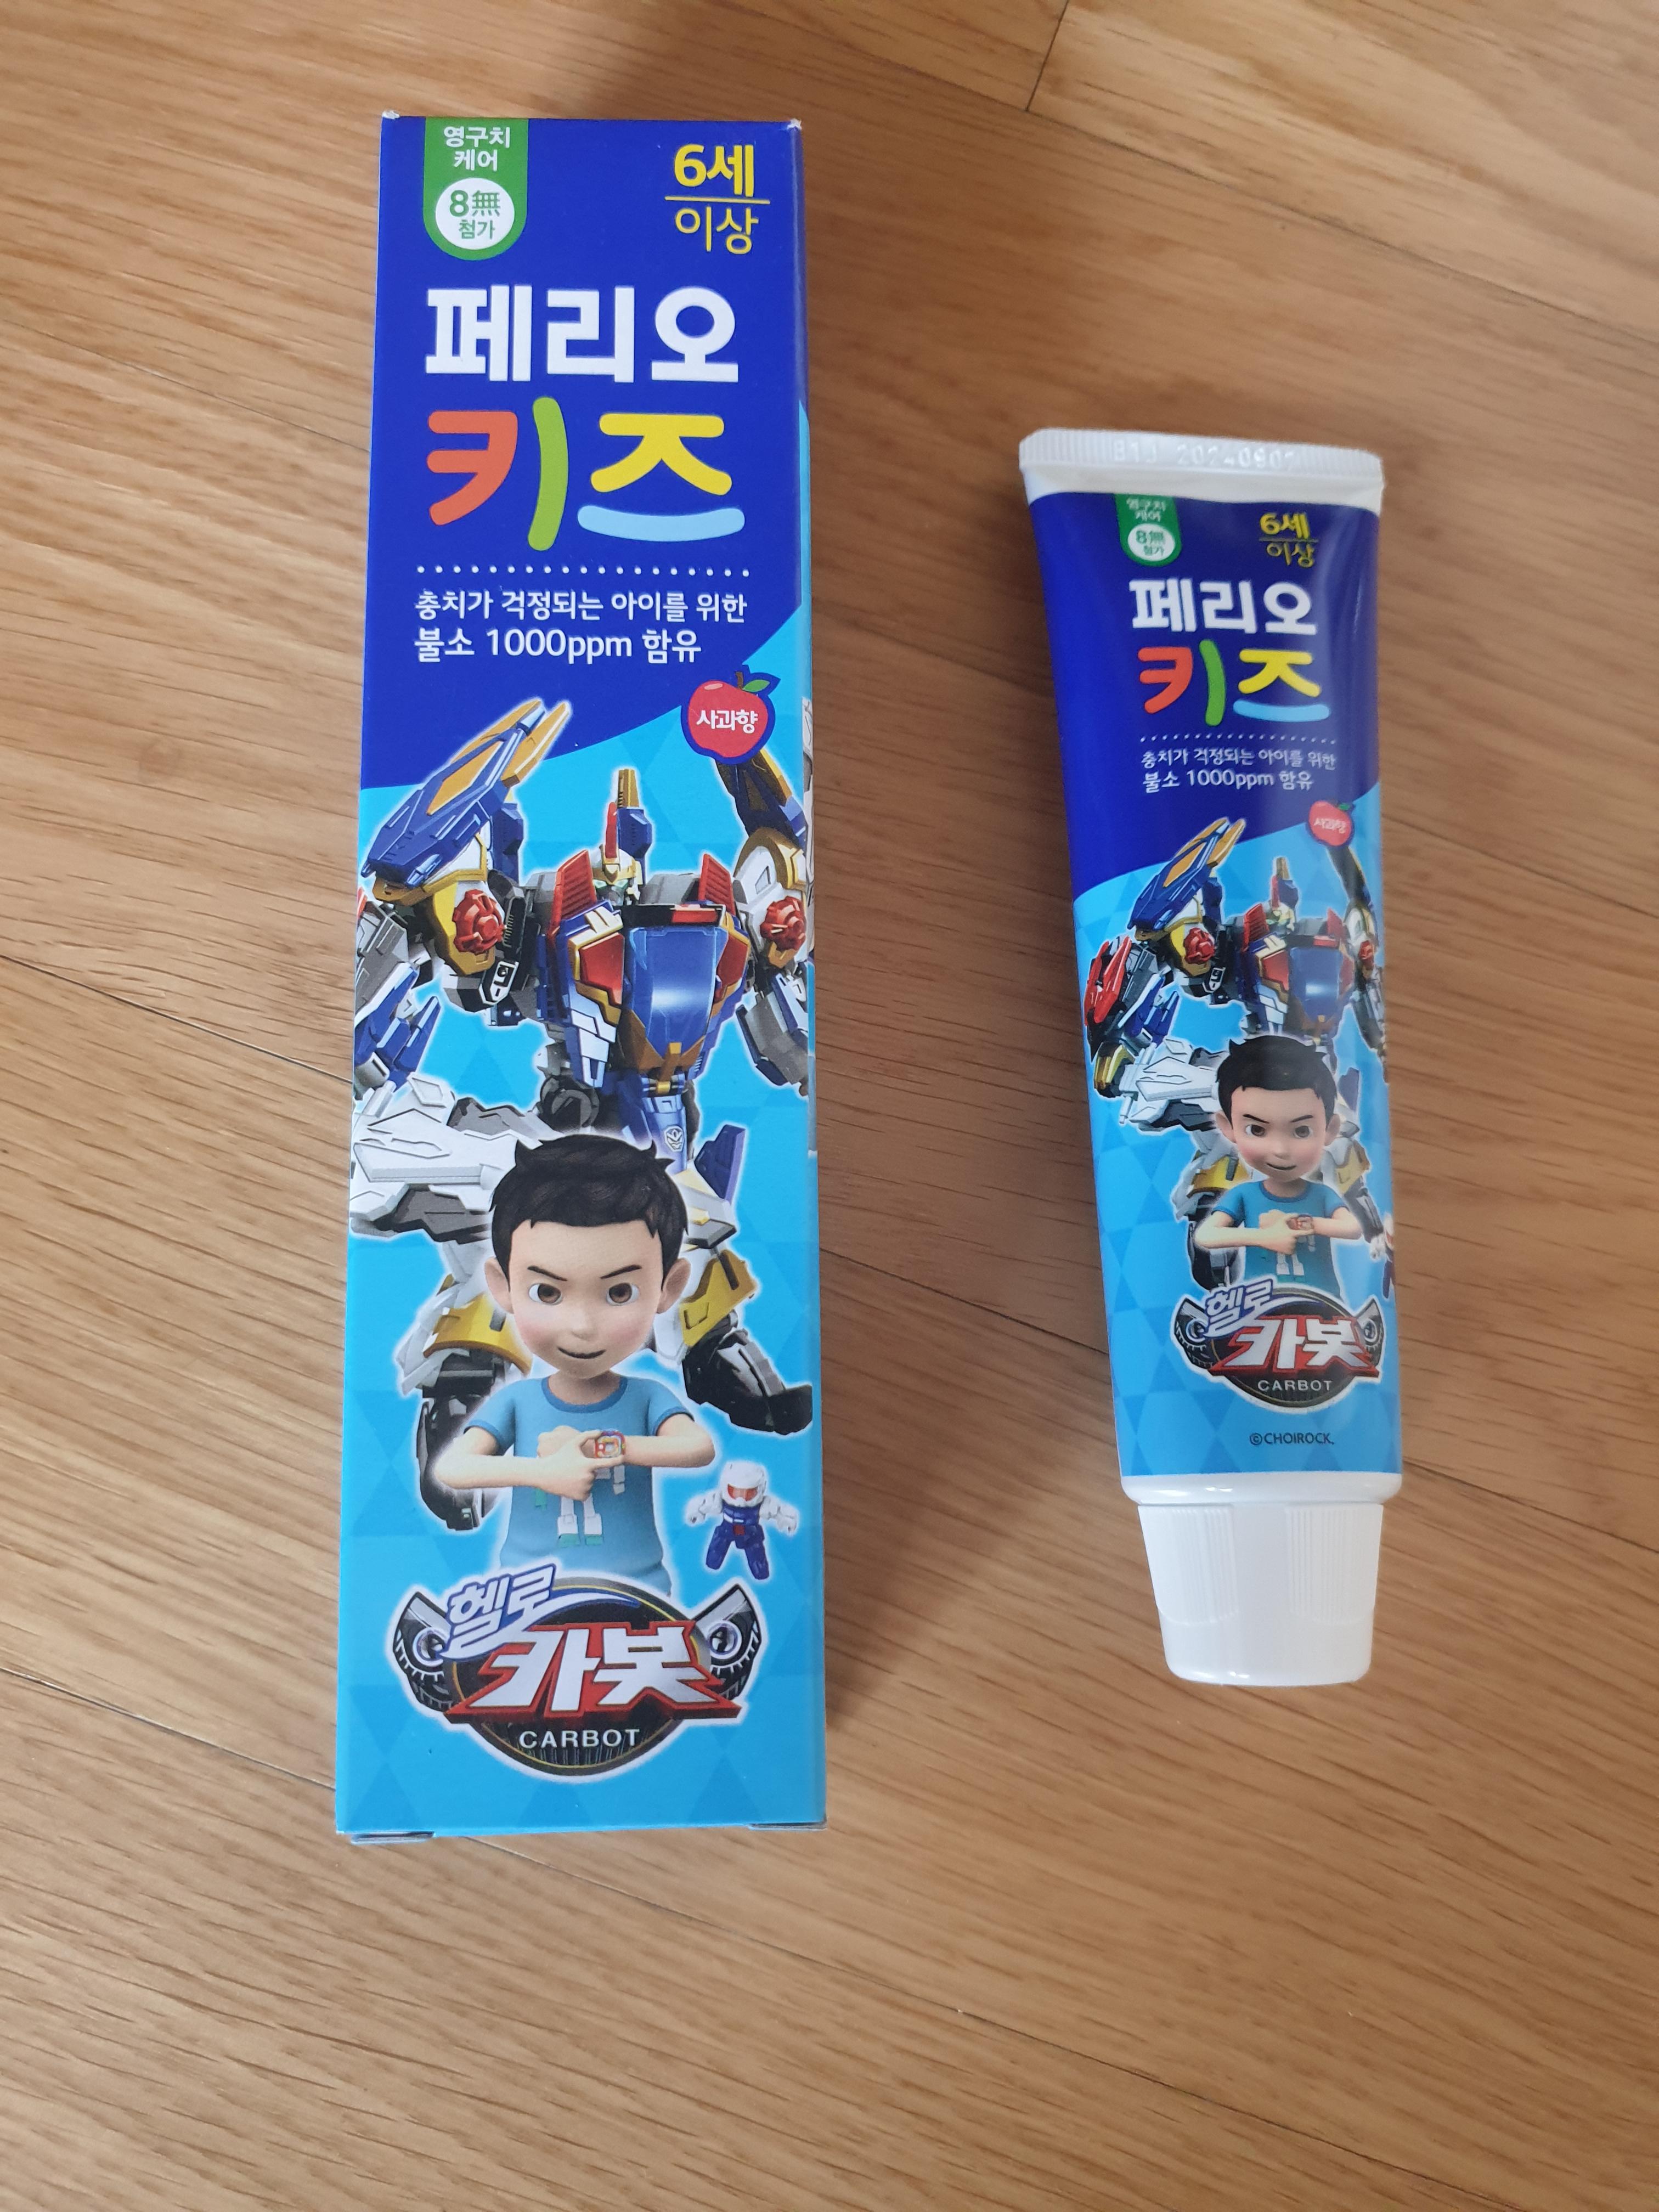 영구치
케어
8無
첨가
6세
이상
페리오
키즈
충치가 걱정되는 아이를 위한
불소 1000ppm 함유
사과향
헬로
카봇
CARBOT
영구치
케어
8無
첨가
6세
이상
페리오
키즈
충치가 걱정되는 아이를 위한
불소 1000ppm 함유
사과향
헬로
카봇
CARBOT
©CHOIROCK.